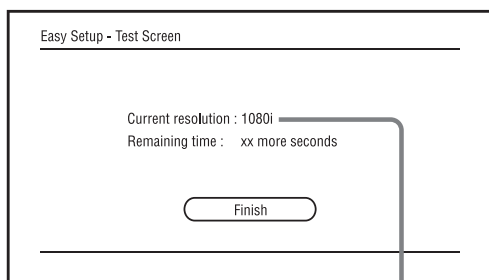 Easy Setup - Test Screen
Current resolution : 1080i
Remaining time : xx more seconds
Finish